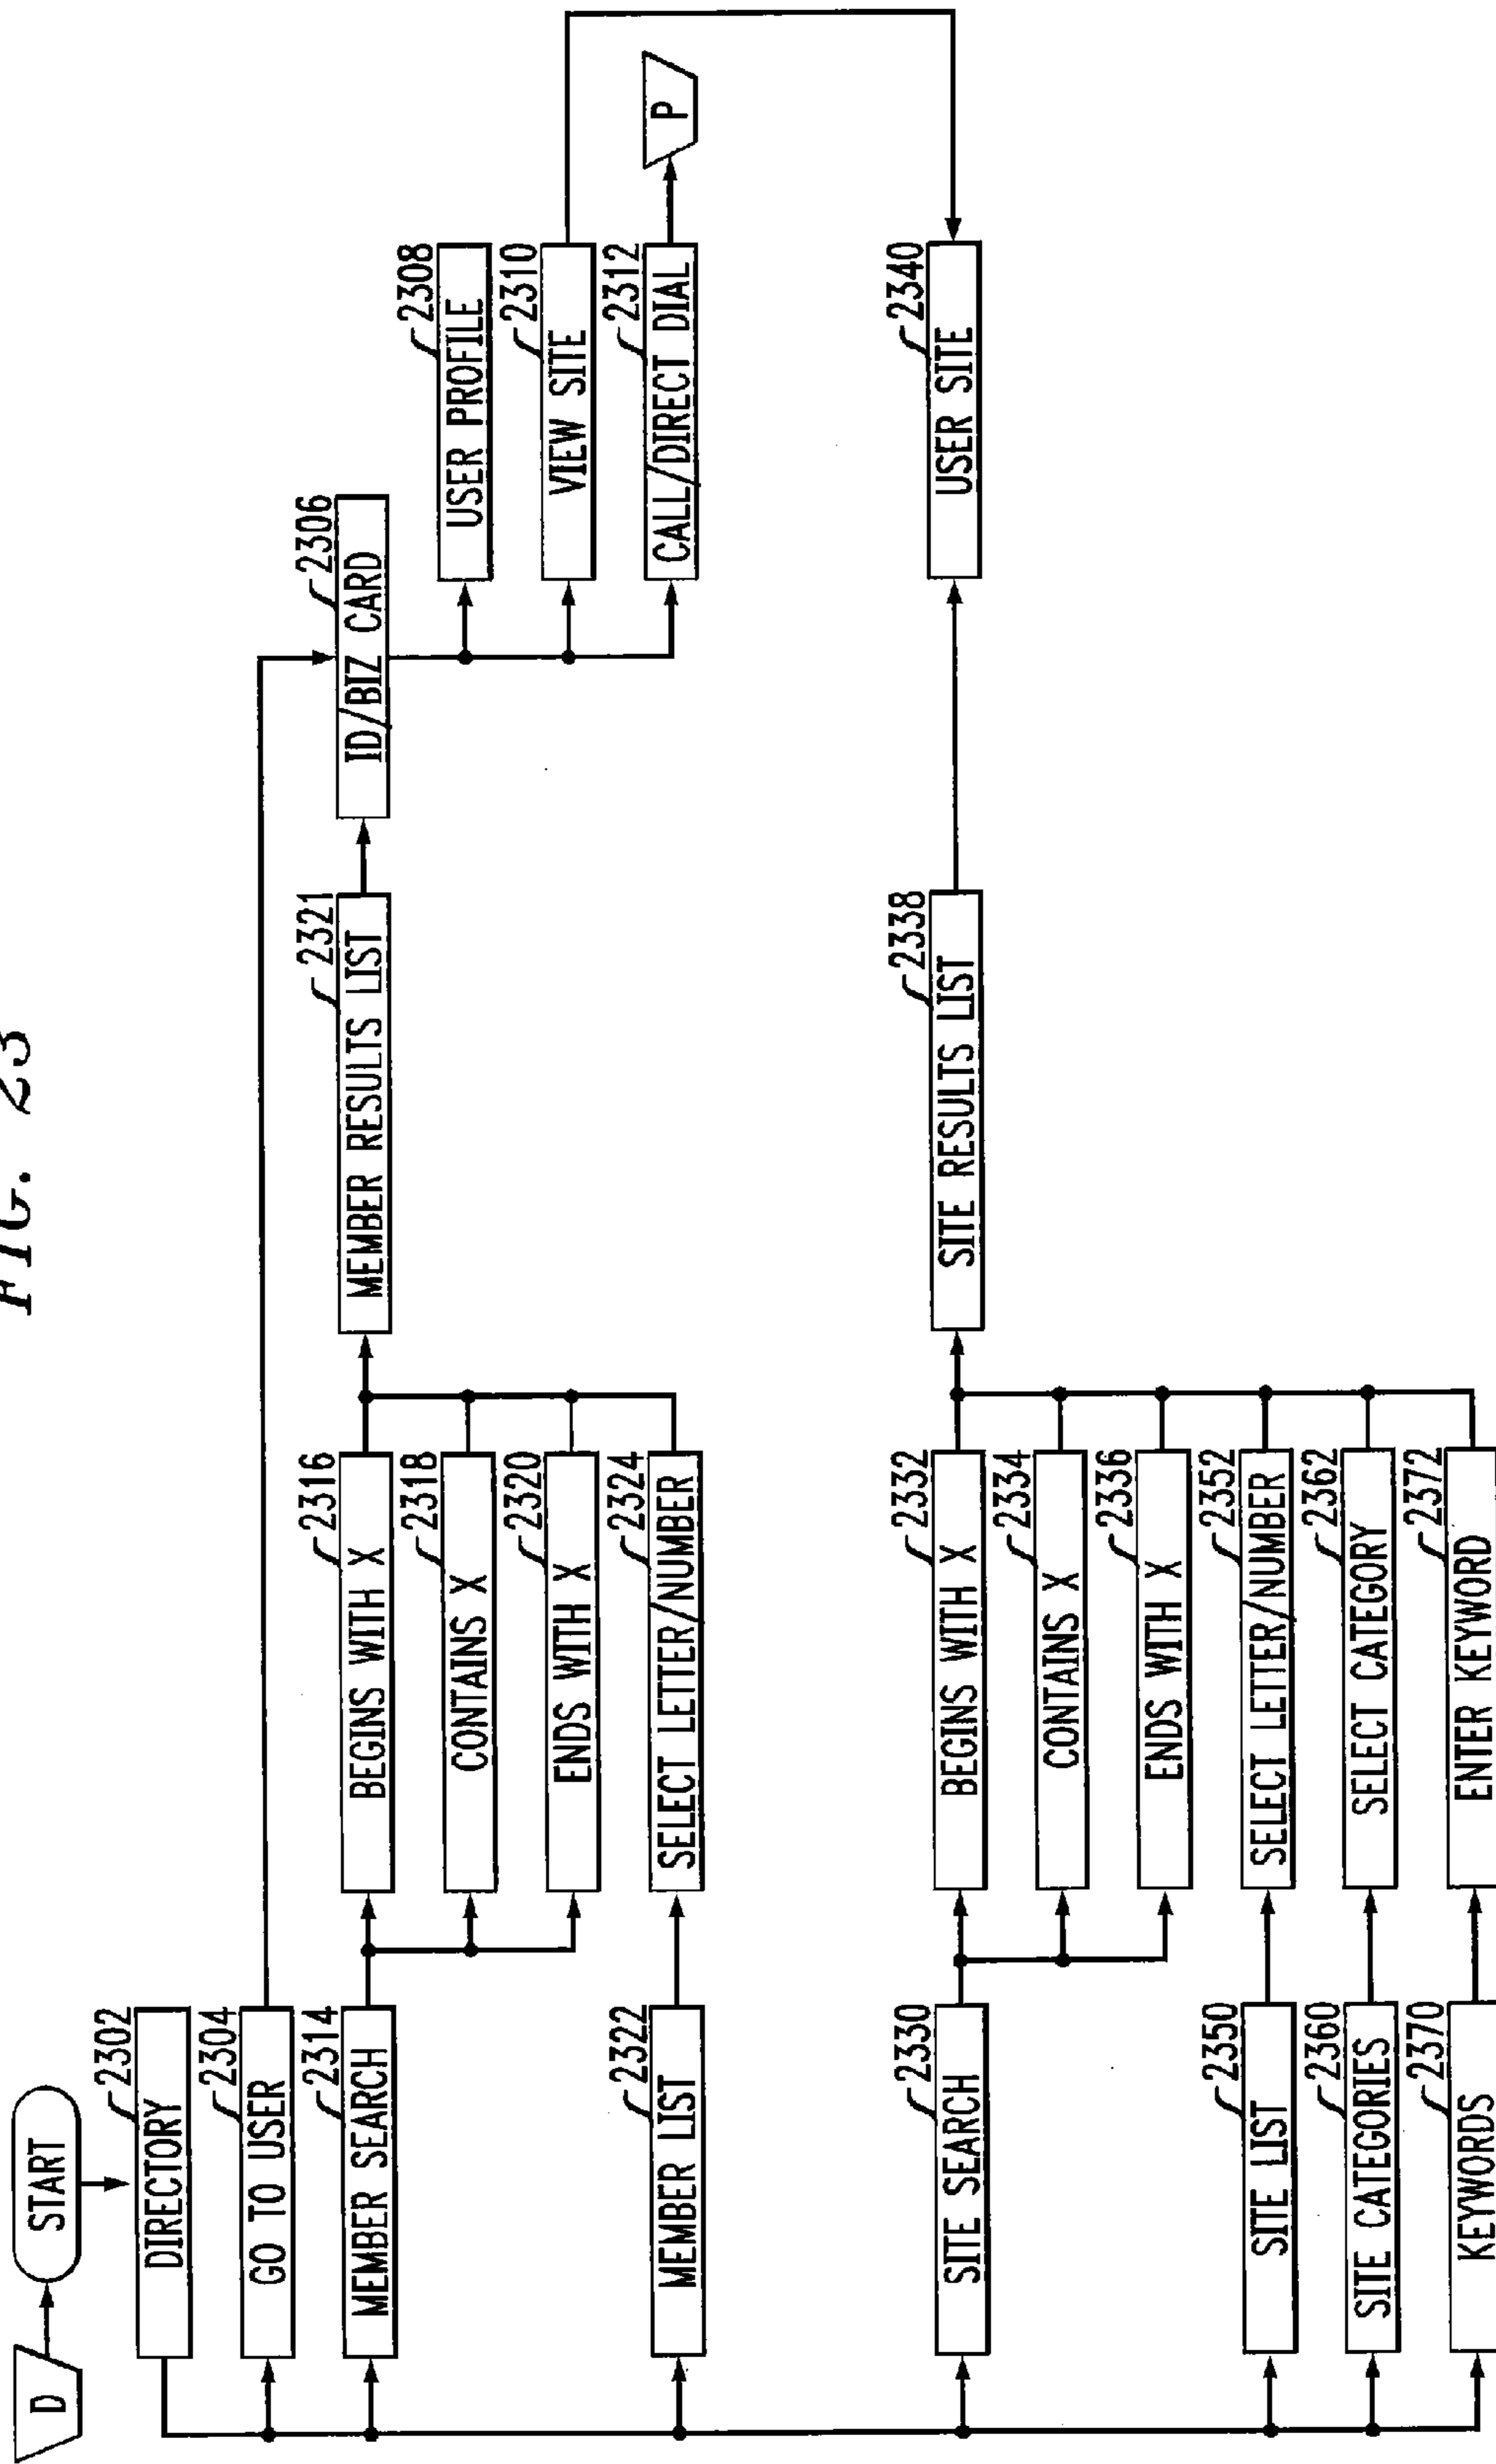 FIG. 23
D
START
2302
DIRECTORY
2304
GO TO USER
2306
ID/BIZ CARD
2308
USER PROFILE
2310
VIEW SITE
2312
CALL/DIRECT DIAL
P
2314
MEMBER SEARCH
2316
BEGINS WITH X
2318
CONTAINS X
2320
ENDS WITH X
2321
MEMBER RESULTS LIST
2322
MEMBER LIST
2324
SELECT LETTER/NUMBER
2330
SITE SEARCH
2332
BEGINS WITH X
2334
CONTAINS X
2336
ENDS WITH X
2338
SITE RESULTS LIST
2340
USER SITE
2350
SITE LIST
2352
SELECT LETTER/NUMBER
2360
SITE CATEGORIES
2362
SELECT CATEGORY
2370
KEYWORDS
2372
ENTER KEYWORD